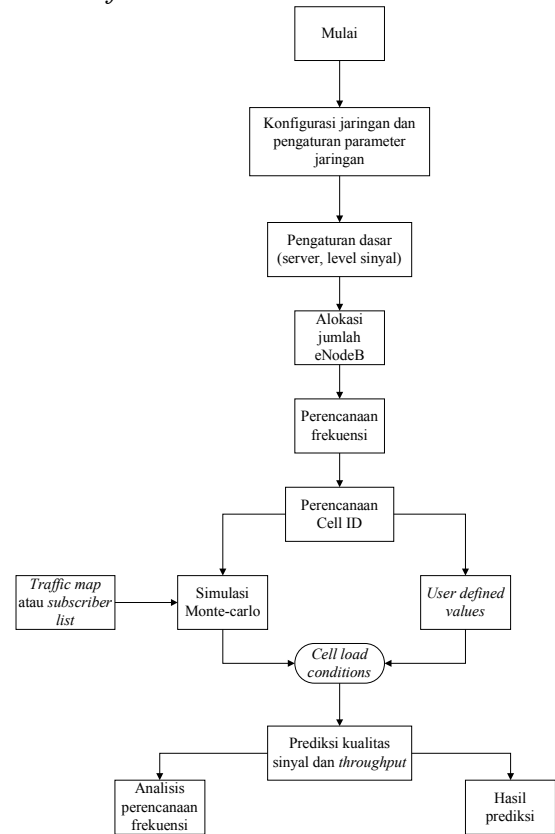 Mulai
Konfigurasi jaringan dan
pengaturan parameter
jaringan
Pengaturan dasar
(server, level sinyal)
Alokasi
jumlah
eNodeB
Perencanaan
frekuensi
Perencanaan
Cell ID
Traffic map
atau subscriber
list
Simulasi
Monte-carlo
User defined
values
Cell load
conditions
Prediksi kualitas
sinyal dan throughput
Analisis
perencanaan
frekuensi
Hasil
prediksi